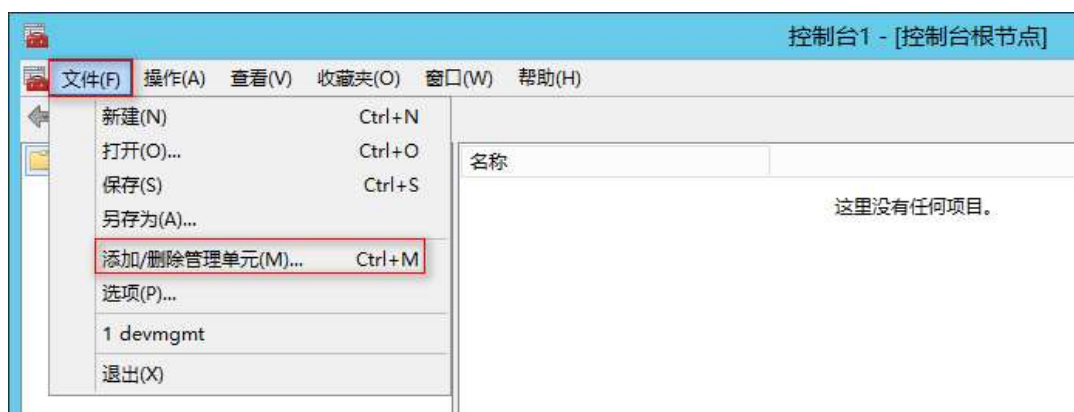 控制台1 - [控制台根节点]
文件(F) 操作(A) 查看(V) 收藏夹(O) 窗口(W) 帮助(H)
新建(N) Ctrl+N
打开(O)... Ctrl+O
保存(S) Ctrl+S
另存为(A)...
添加/删除管理单元(M)... Ctrl+M
选项(P)...
1 devmgmt
退出(X)
名称
这里没有任何项目。